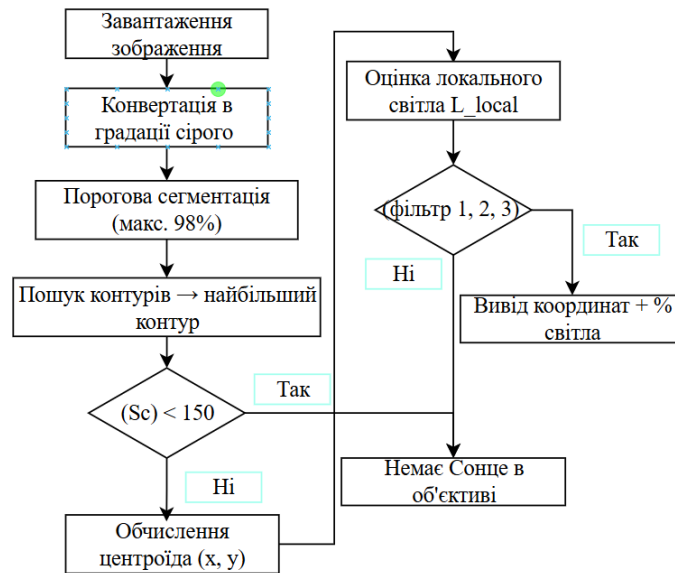 Завантаження
зображення
Конвертація в
градації сірого
Порогова сегментація
(макс. 98%)
Пошук контурів → найбільший
контур
(Sc) < 150
Так
Ні
Обчислення
центроїда (x, y)
Оцінка локального
світла L_local
(фільтр 1, 2, 3)
Так
Ні
Вивід координат + %
світла
Немає Сонце в
об'єктиві